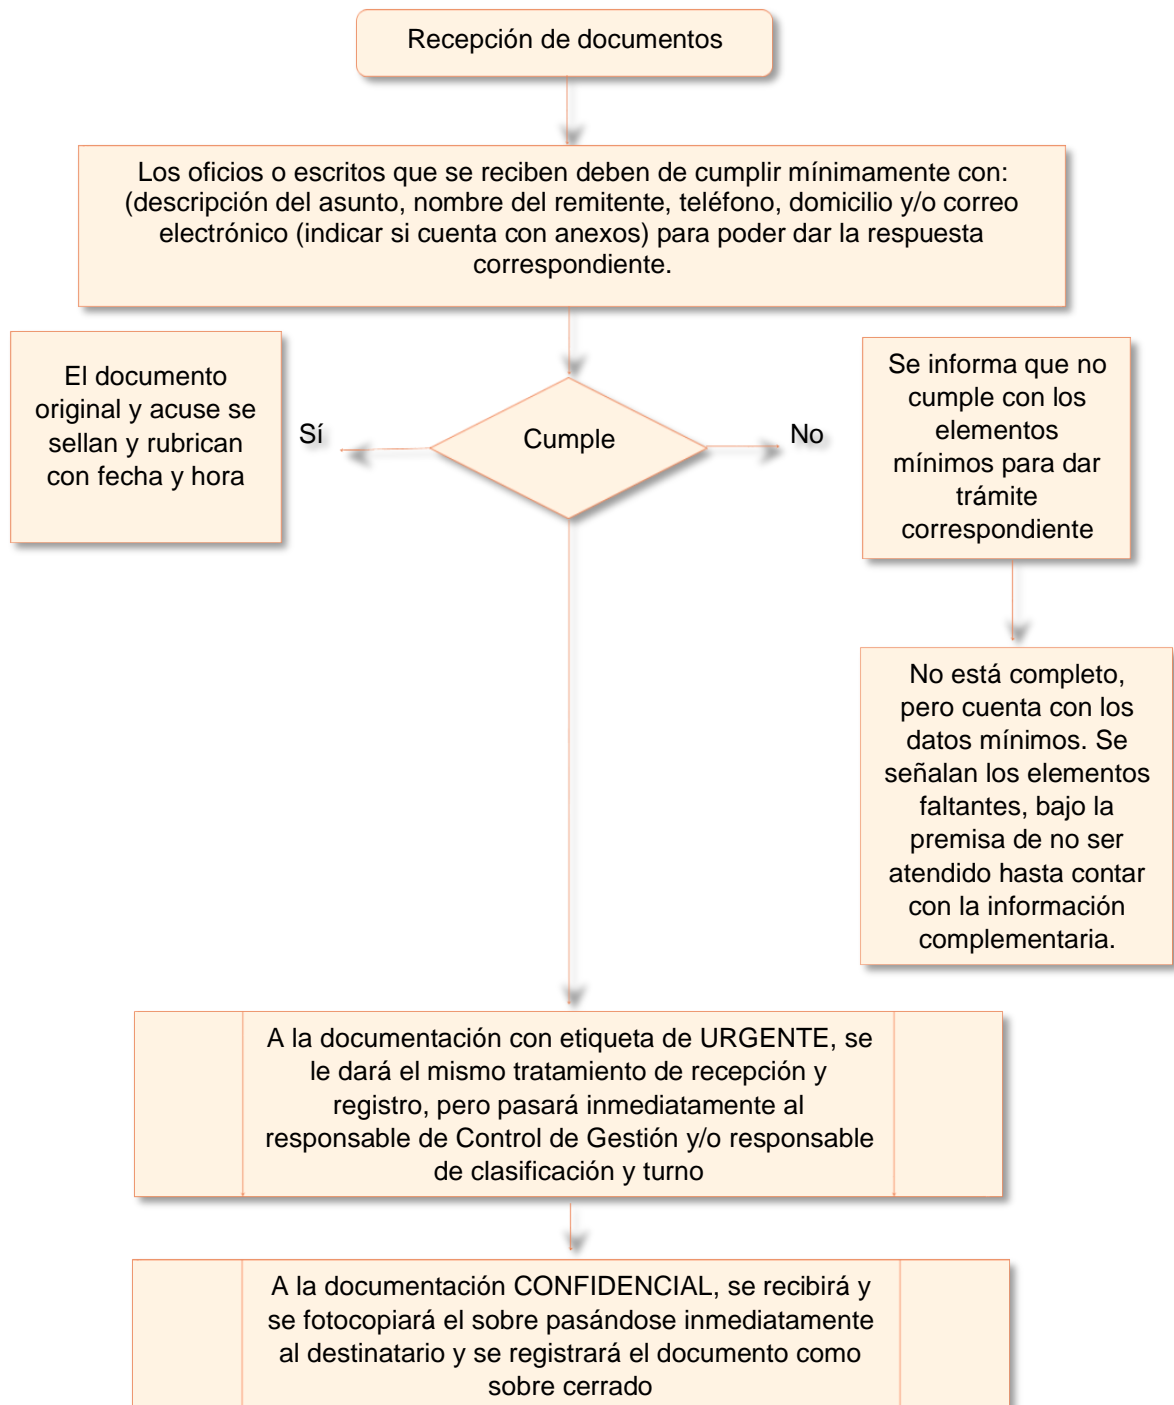 Recepción de documentos
Los oficios o escritos que se reciben deben de cumplir mínimamente con:
(descripción del asunto, nombre del remitente, teléfono, domicilio y/o correo
electrónico (indicar si cuenta con anexos) para poder dar la respuesta
correspondiente.
El documento
original y acuse se
sellan y rubrican
con fecha y hora
Sí
Cumple
No
Se informa que no
cumple con los
elementos
mínimos para dar
trámite
correspondiente
No está completo,
pero cuenta con los
datos mínimos. Se
señalan los elementos
faltantes, bajo la
premisa de no ser
atendido hasta contar
con la información
complementaria.
A la documentación con etiqueta de URGENTE, se
le dará el mismo tratamiento de recepción y
registro, pero pasará inmediatamente al
responsable de Control de Gestión y/o responsable
de clasificación y turno
A la documentación CONFIDENCIAL, se recibirá y
se fotocopiará el sobre pasándose inmediatamente
al destinatario y se registrará el documento como
sobre cerrado